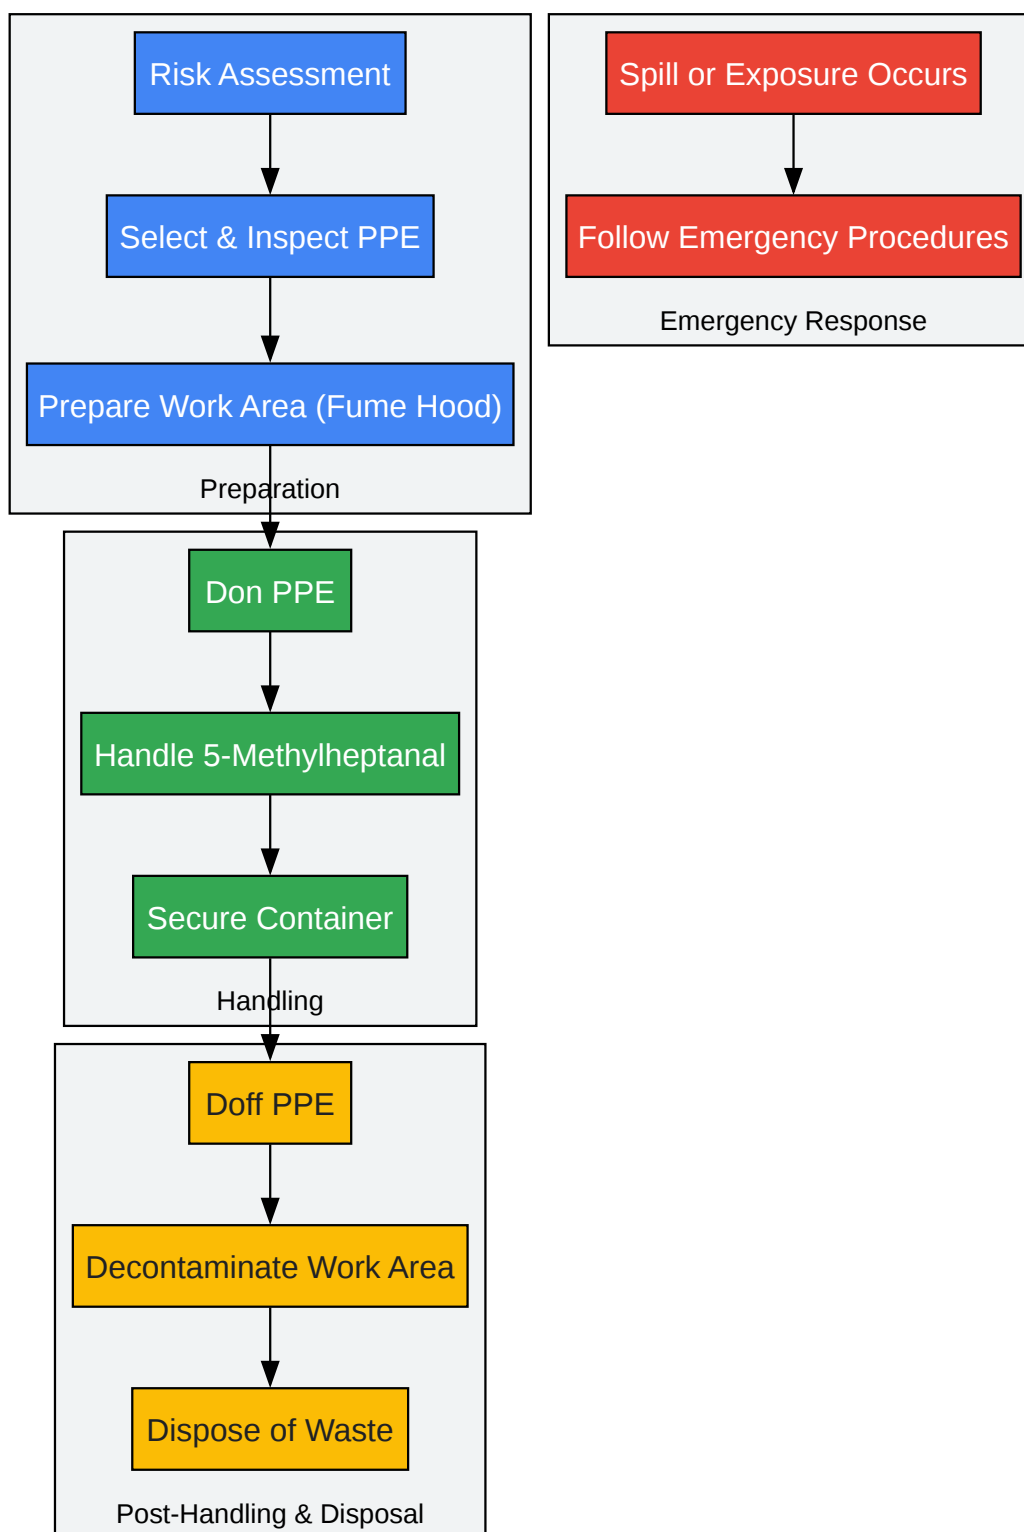 Risk Assessment
Select & Inspect PPE
Prepare Work Area (Fume Hood)
Preparation
Don PPE
Handle 5-Methylheptanal
Secure Container
Handling
Doff PPE
Decontaminate Work Area
Dispose of Waste
Post-Handling & Disposal
Spill or Exposure Occurs
Follow Emergency Procedures
Emergency Response